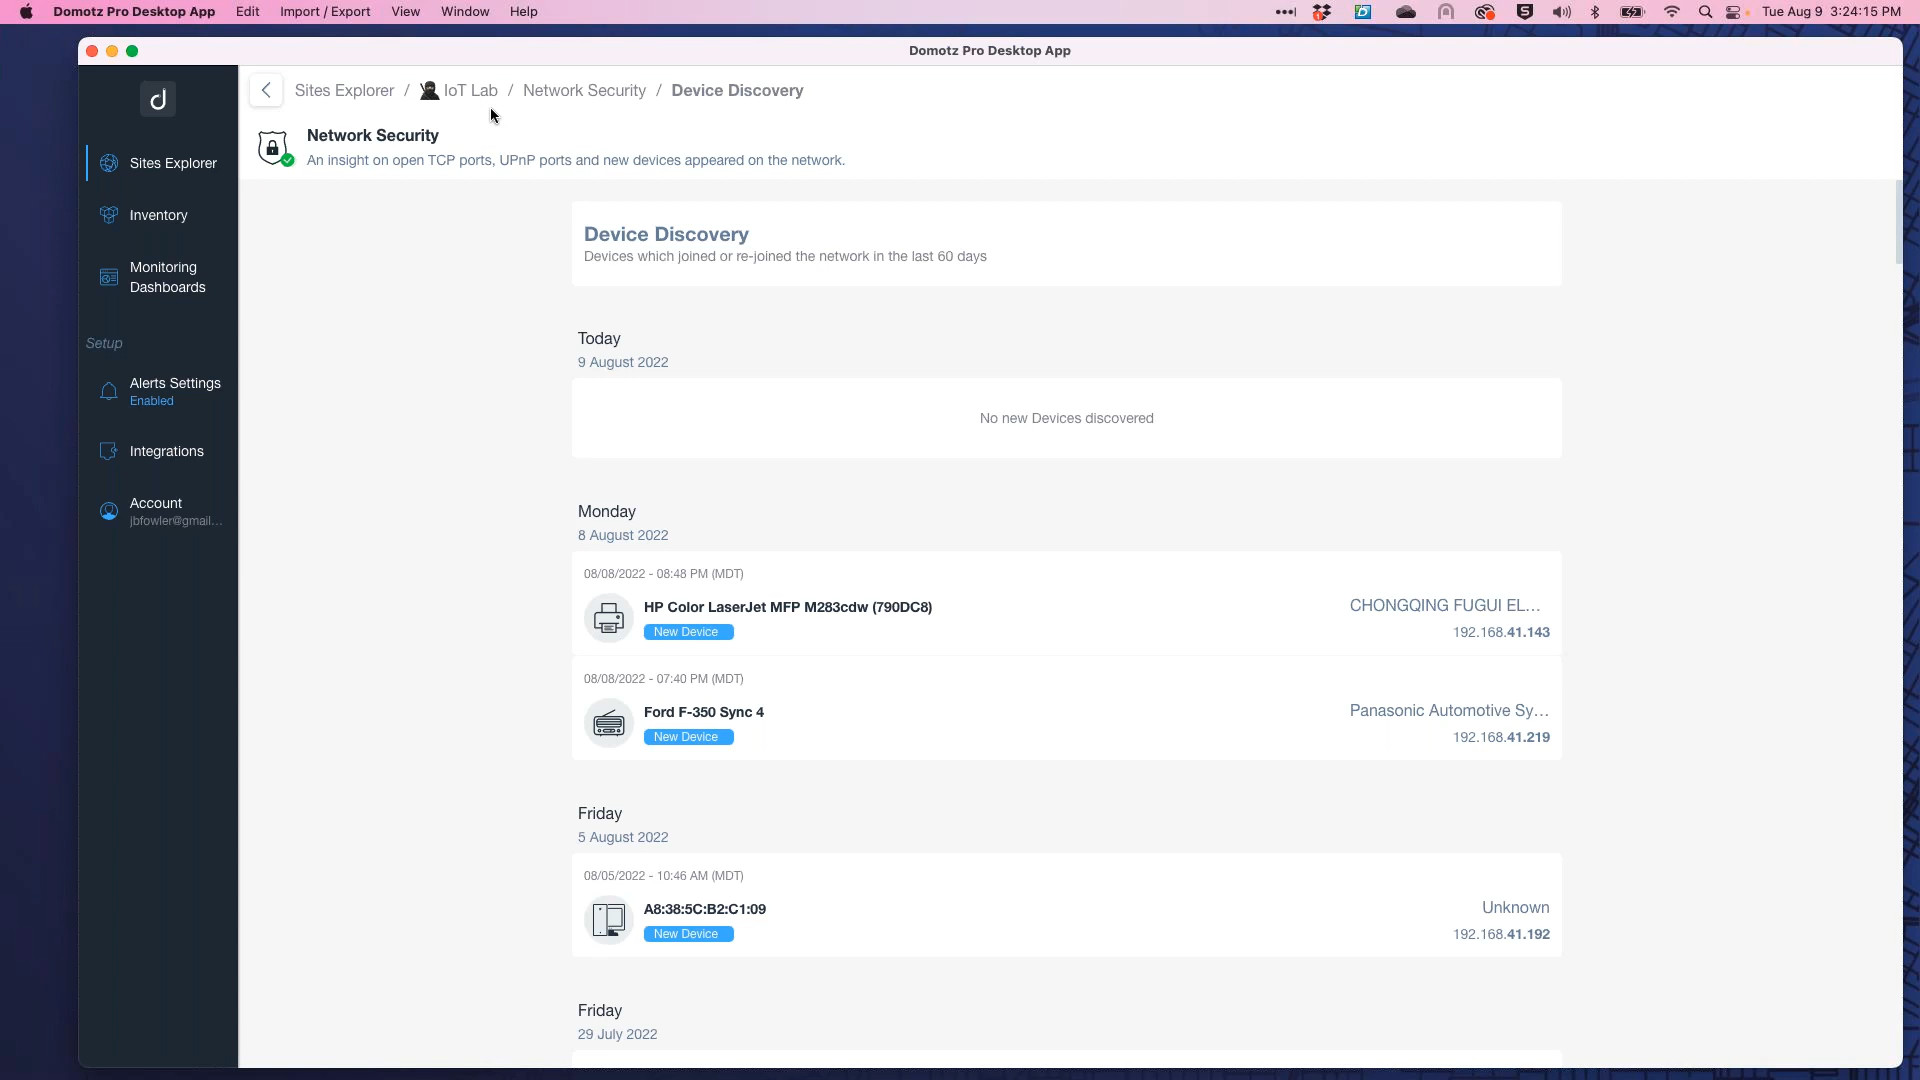 Domotz Pro Desktop App Edit Import / Export View Window Help Tue Aug 9 3:24:15 PM
Domotz Pro Desktop App
Sites Explorer / IoT Lab / Network Security / Device Discovery
Network Security
An insight on open TCP ports, UPnP ports and new devices appeared on the network.
Sites Explorer
Inventory
Monitoring
Dashboards
Setup
Alerts Settings
Enabled
Integrations
Account
jbfowler@gmail...
Device Discovery
Devices which joined or re-joined the network in the last 60 days
Today
9 August 2022
No new Devices discovered
Monday
8 August 2022
08/08/2022 - 08:48 PM (MDT)
HP Color LaserJet MFP M283cdw (790DC8) CHONGQING FUGUI EL...
New Device 192.168.41.143
08/08/2022 - 07:40 PM (MDT)
Ford F-350 Sync 4 Panasonic Automotive Sy...
New Device 192.168.41.219
Friday
5 August 2022
08/05/2022 - 10:46 AM (MDT)
A8:38:5C:B2:C1:09 Unknown
New Device 192.168.41.192
Friday
29 July 2022